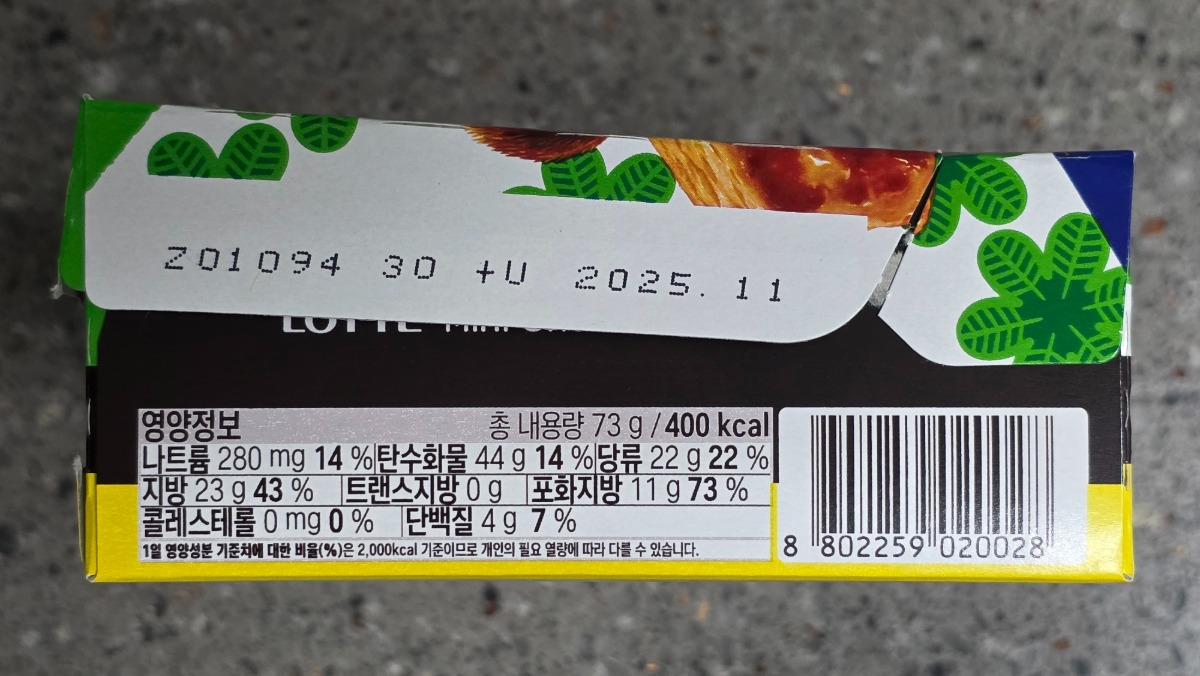 Z01094 30 +U 2025.11
LOTTE
영양정보 총 내용량 73 g / 400 kcal
나트륨 280 mg 14 % 탄수화물 44 g 14 % 당류 22 g 22 %
지방 23 g 43 % 트랜스지방 0 g 포화지방 11 g 73 %
콜레스테롤 0 mg 0 % 단백질 4 g 7 %
1일 영양성분 기준치에 대한 비율(%)은 2,000kcal 기준이므로 개인의 필요 열량에 따라 다를 수 있습니다.
8 802259 020028